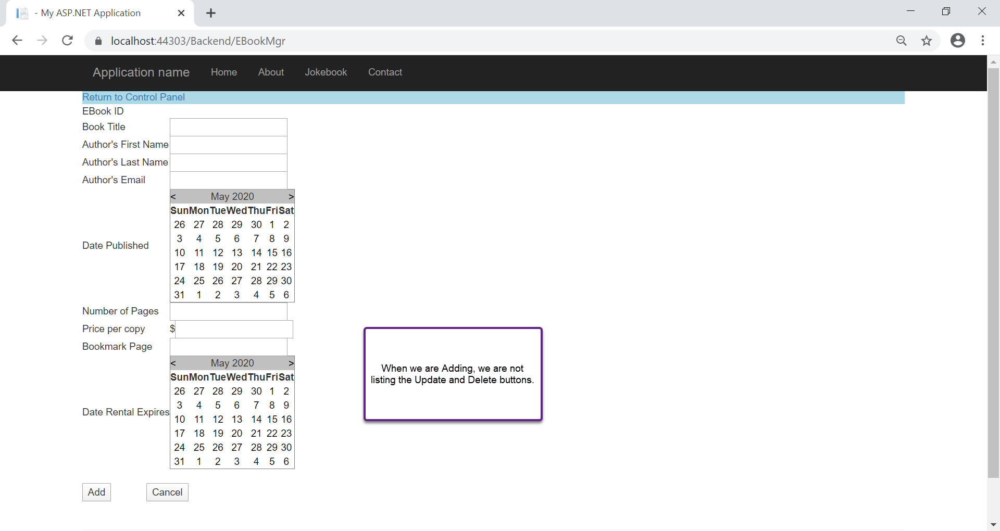 - My ASP.NET Application
localhost:44303/Backend/EBookMgr
Application name Home About Jokebook Contact
Return to Control Panel
EBook ID
Book Title
Author's First Name
Author's Last Name
Author's Email
< May 2020 >
Sun Mon Tue Wed Thu Fri Sat
26 27 28 29 30 1 2
3 4 5 6 7 8 9
Date Published
10 11 12 13 14 15 16
17 18 19 20 21 22 23
24 25 26 27 28 29 30
31 1 2 3 4 5 6
Number of Pages
Price per copy $
Bookmark Page
< May 2020 >
Sun Mon Tue Wed Thu Fri Sat
26 27 28 29 30 1 2
3 4 5 6 7 8 9
Date Rental Expires
10 11 12 13 14 15 16
17 18 19 20 21 22 23
24 25 26 27 28 29 30
31 1 2 3 4 5 6
When we are Adding, we are not
listing the Update and Delete buttons.
Add Cancel